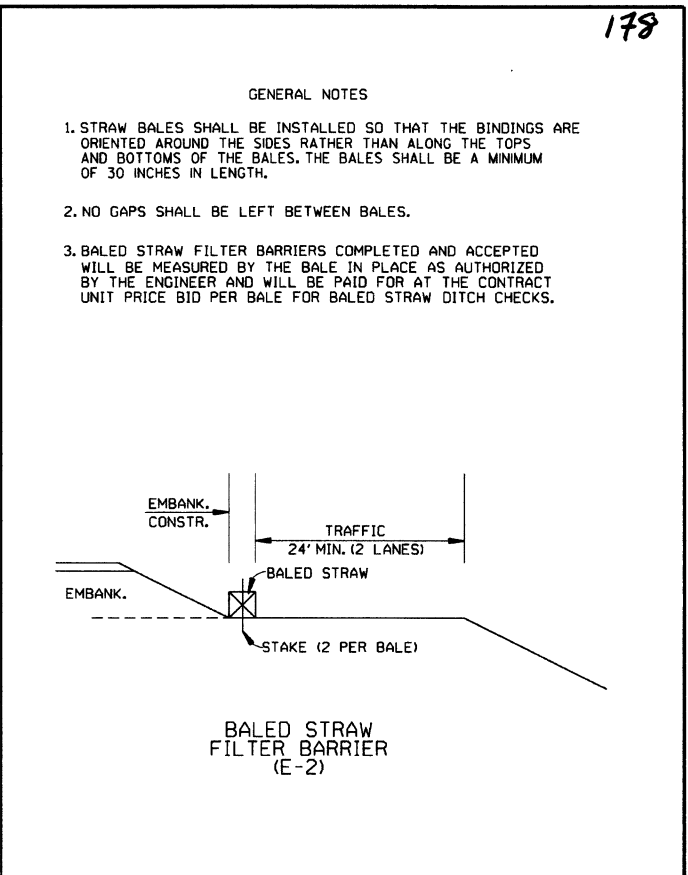 178
GENERAL NOTES
1. STRAW BALES SHALL BE INSTALLED SO THAT THE BINDINGS ARE
ORIENTED AROUND THE SIDES RATHER THAN ALONG THE TOPS
AND BOTTOMS OF THE BALES. THE BALES SHALL BE A MINIMUM
OF 30 INCHES IN LENGTH.
2. NO GAPS SHALL BE LEFT BETWEEN BALES.
3. BALED STRAW FILTER BARRIERS COMPLETED AND ACCEPTED
WILL BE MEASURED BY THE BALE IN PLACE AS AUTHORIZED
BY THE ENGINEER AND WILL BE PAID FOR AT THE CONTRACT
UNIT PRICE BID PER BALE FOR BALED STRAW DITCH CHECKS.
EMBANK.
CONSTR.
TRAFFIC
24' MIN. (2 LANES)
BALED STRAW
EMBANK.
STAKE (2 PER BALE)
BALED STRAW
FILTER BARRIER
(E-2)